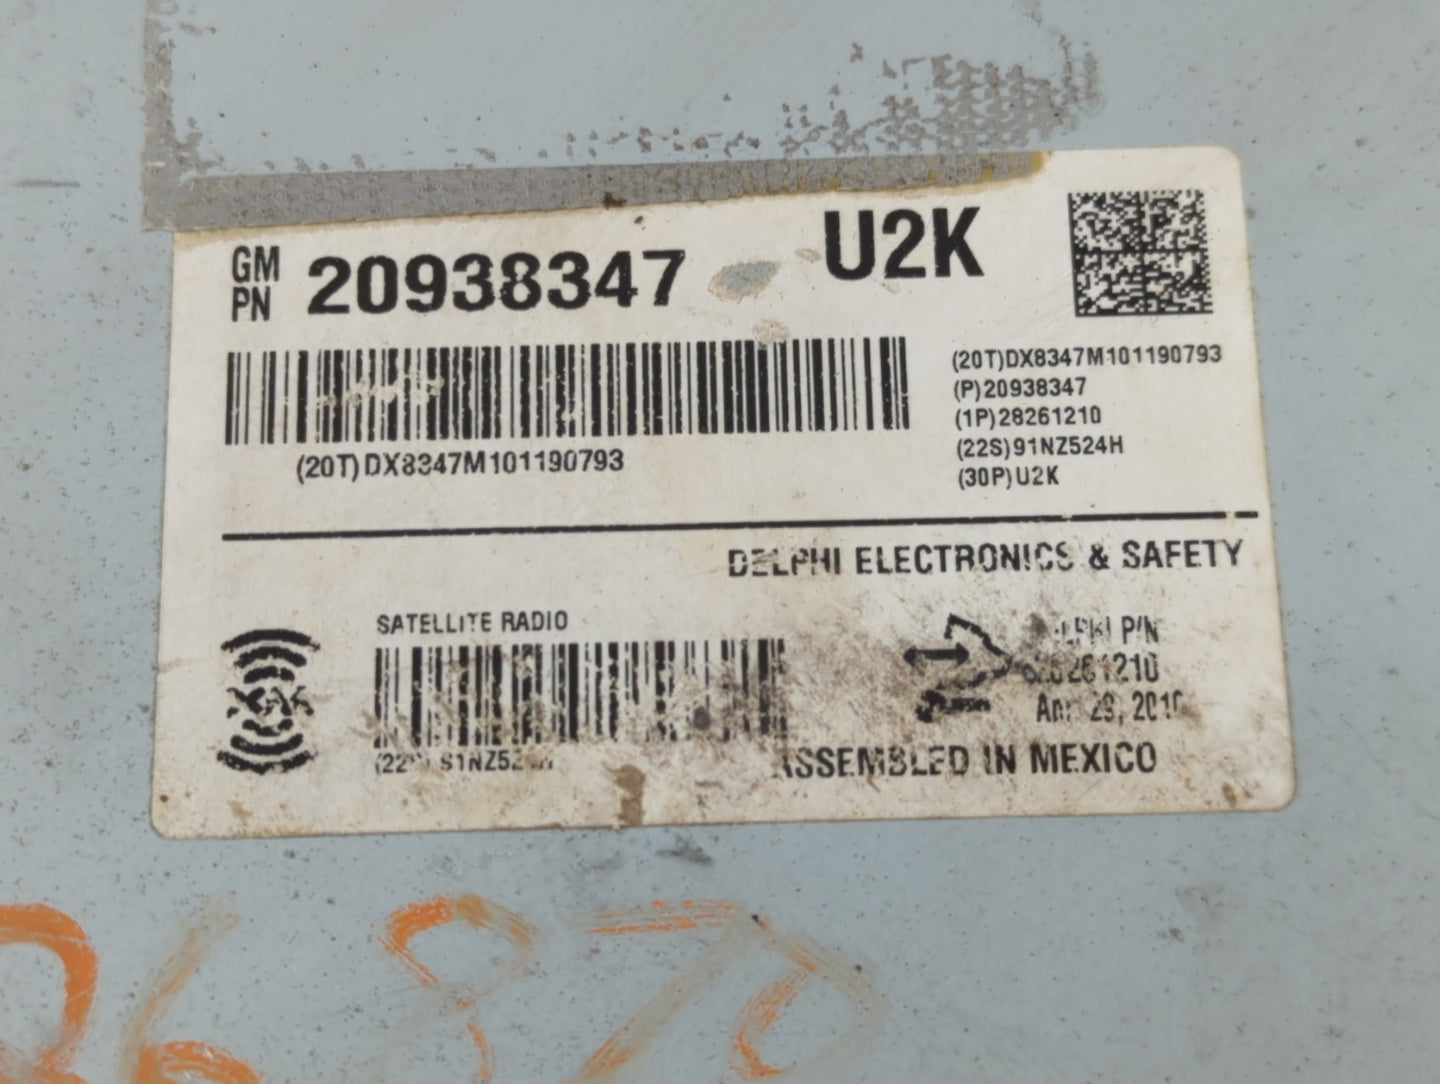 GM
PN
20938347
U2K
(20T)DX8347M101190793
(P)20938347
(1P)28261210
(22S)91NZ524H
(30P)U2K
(20T)DX8347M101190793
DELPHI ELECTRONICS & SAFETY
SATELLITE RADIO
P/N
ASSEMBLED IN MEXICO